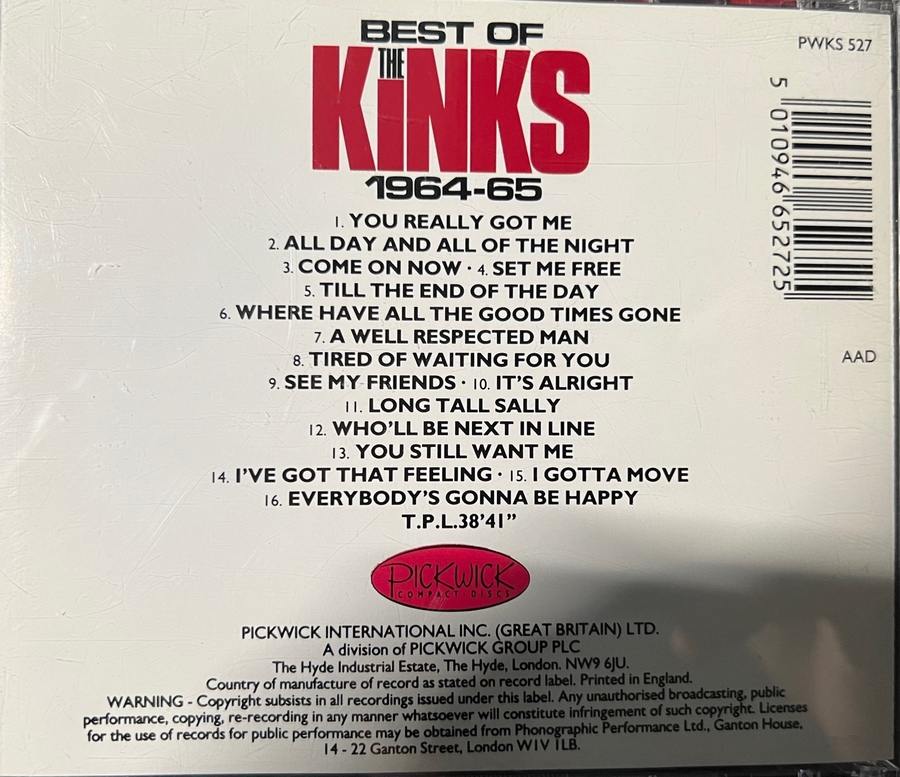 BEST OF
THE
KiNKS
1964-65
PWKS 527
5 010946 652725
AAD
1. YOU REALLY GOT ME
2. ALL DAY AND ALL OF THE NIGHT
3. COME ON NOW · 4. SET ME FREE
5. TILL THE END OF THE DAY
6. WHERE HAVE ALL THE GOOD TIMES GONE
7. A WELL RESPECTED MAN
8. TIRED OF WAITING FOR YOU
9. SEE MY FRIENDS · 10. IT'S ALRIGHT
11. LONG TALL SALLY
12. WHO'LL BE NEXT IN LINE
13. YOU STILL WANT ME
14. I'VE GOT THAT FEELING · 15. I GOTTA MOVE
16. EVERYBODY'S GONNA BE HAPPY
T.P.L.38'41"
PICKWICK
COMPACT·DISCS
PICKWICK INTERNATIONAL INC. (GREAT BRITAIN) LTD.
A division of PICKWICK GROUP PLC
The Hyde Industrial Estate, The Hyde, London. NW9 6JU.
Country of manufacture of record as stated on record label. Printed in England.
WARNING - Copyright subsists in all recordings issued under this label. Any unauthorised broadcasting, public
performance, copying, re-recording in any manner whatsoever will constitute infringement of such copyright. Licenses
for the use of records for public performance may be obtained from Phonographic Performance Ltd., Ganton House,
14 - 22 Ganton Street, London W1V 1LB.